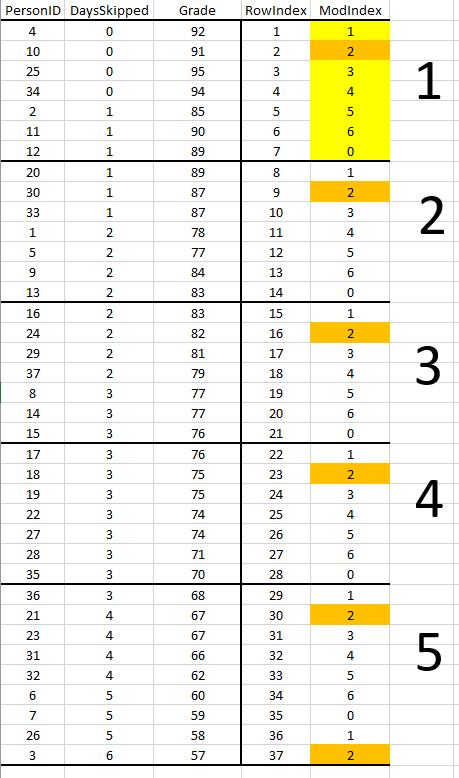 PersonID DaysSkipped Grade RowIndex ModIndex
4 0 92 1 1
10 0 91 2 2
25 0 95 3 3
34 0 94 4 4
2 1 85 5 5
11 1 90 6 6
12 1 89 7 0
1
20 1 89 8 1
30 1 87 9 2
33 1 87 10 3
1 2 78 11 4
5 2 77 12 5
9 2 84 13 6
13 2 83 14 0
2
16 2 83 15 1
24 2 82 16 2
29 2 81 17 3
37 2 79 18 4
8 3 77 19 5
14 3 77 20 6
15 3 76 21 0
3
17 3 76 22 1
18 3 75 23 2
19 3 75 24 3
22 3 74 25 4
27 3 74 26 5
28 3 71 27 6
35 3 70 28 0
4
36 3 68 29 1
21 4 67 30 2
23 4 67 31 3
31 4 66 32 4
32 4 62 33 5
6 5 60 34 6
7 5 59 35 0
26 5 58 36 1
3 6 57 37 2
5